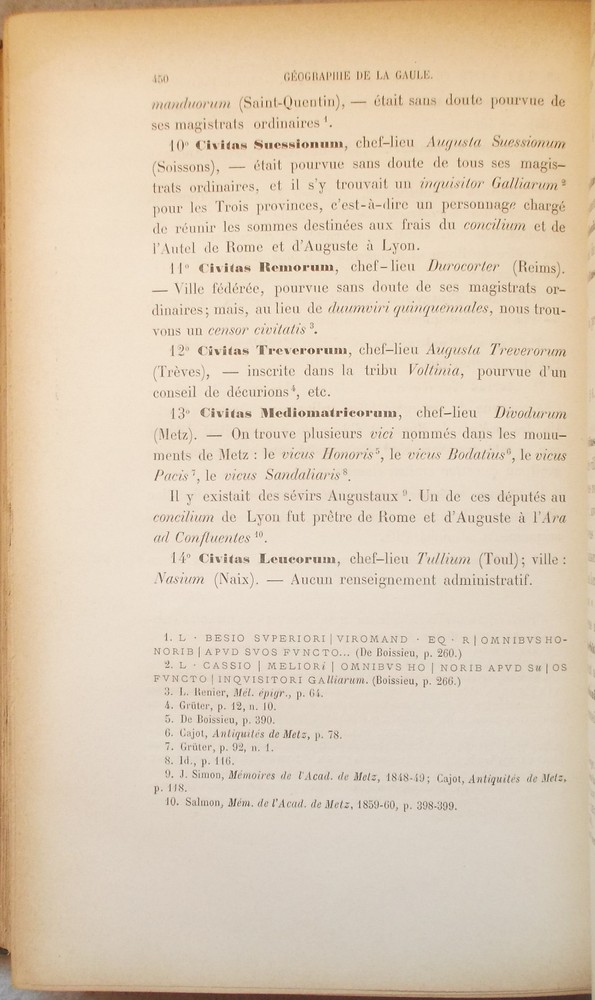 450 GÉOGRAPHIE DE LA GAULE.
manduorum (Saint-Quentin), — était sans doute pourvue de
ses magistrats ordinaires 1.
10° Civitas Suessionum, chef-lieu Augusta Suessionum
(Soissons), — était pourvue sans doute de tous ses magis-
trats ordinaires, et il s'y trouvait un inquisitor Galliarum 2
pour les Trois provinces, c'est-à-dire un personnage chargé
de réunir les sommes destinées aux frais du concilium et de
l'Autel de Rome et d'Auguste à Lyon.
11° Civitas Remorum, chef-lieu Durocorter (Reims).
— Ville fédérée, pourvue sans doute de ses magistrats or-
dinaires; mais, au lieu de duumviri quinquennales, nous trou-
vons un censor civitatis 3.
12° Civitas Treverorum, chef-lieu Augusta Treverorum
(Trèves), — inscrite dans la tribu Voltinia, pourvue d'un
conseil de décurions 4, etc.
13° Civitas Mediomatricorum, chef-lieu Divodurum
(Metz). — On trouve plusieurs vici nommés dans les monu-
ments de Metz : le vicus Honoris 5, le vicus Bodatius 6, le vicus
Pacis 7, le vicus Sandaliaris 8.
Il y existait des sévirs Augustaux 9. Un de ces députés au
concilium de Lyon fut prêtre de Rome et d'Auguste à l'Ara
ad Confluentes 10.
14° Civitas Leucorum, chef-lieu Tullium (Toul); ville :
Nasium (Naix). — Aucun renseignement administratif.
1. L · BESIO SVPERIORI | VIROMAND · EQ · R | OMNIBVS HO-
NORIB | APVD SVOS FVNCTO... (De Boissieu, p. 260.)
2. L · CASSIO | MELIORi | OMNIBVS HO | NORIB APVD Su | OS
FVNCTO | INQVISITORI GAlliarum. (Boissieu, p. 266.)
3. L. Renier, Mél. épigr., p. 64.
4. Grüter, p. 12, n. 10.
5. De Boissieu, p. 390.
6. Cajot, Antiquités de Metz, p. 78.
7. Grüter, p. 92, n. 1.
8. Id., p. 116.
9. J. Simon, Mémoires de l'Acad. de Metz, 1848-49; Cajot, Antiquités de Metz,
p. 118.
10. Salmon, Mém. de l'Acad. de Metz, 1859-60, p. 398-399.